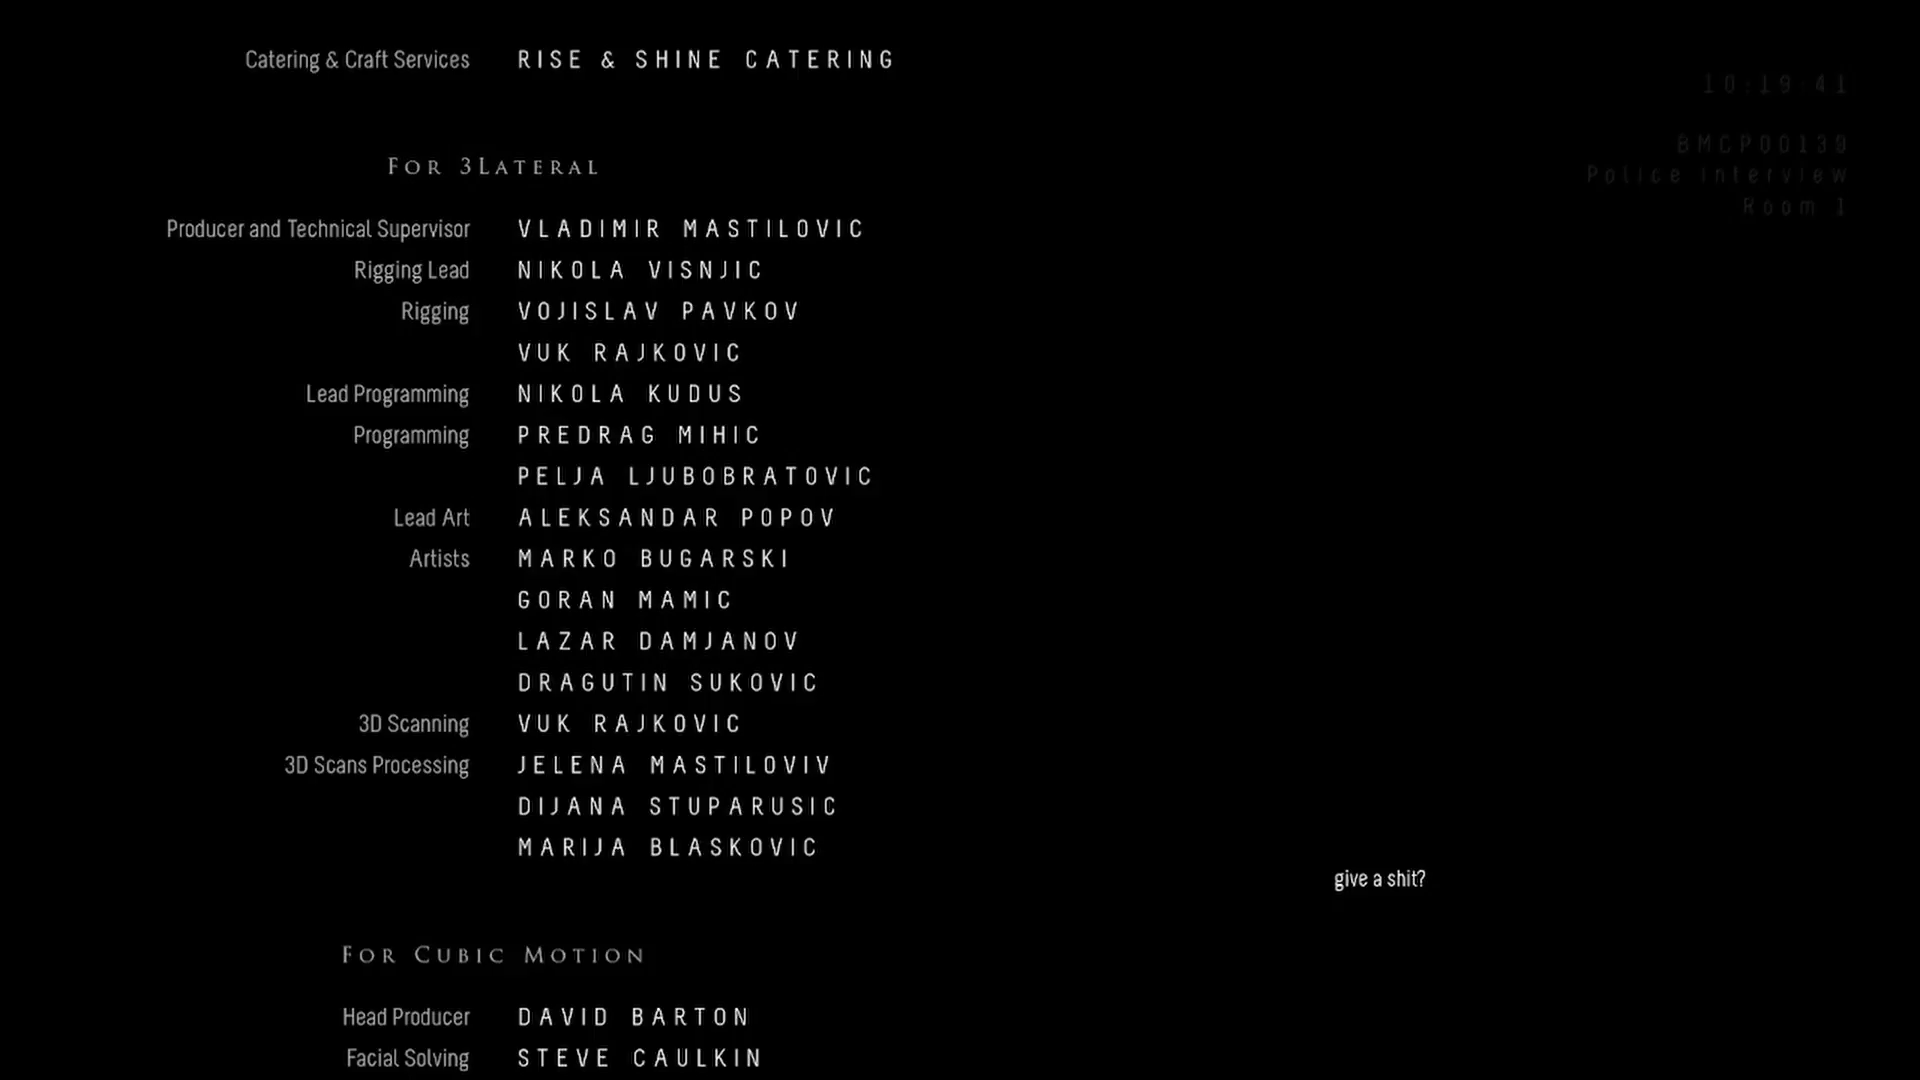 Catering & Craft Services RISE & SHINE CATERING
10:19:41
BMCP00130
Police Interview
Room 1
FOR 3LATERAL
Producer and Technical Supervisor VLADIMIR MASTILOVIC
Rigging Lead NIKOLA VISNJIC
Rigging VOJISLAV PAVKOV
VUK RAJKOVIC
Lead Programming NIKOLA KUDUS
Programming PREDRAG MIHIC
PELJA LJUBOBRATOVIC
Lead Art ALEKSANDAR POPOV
Artists MARKO BUGARSKI
GORAN MAMIC
LAZAR DAMJANOV
DRAGUTIN SUKOVIC
3D Scanning VUK RAJKOVIC
3D Scans Processing JELENA MASTILOVIV
DIJANA STUPARUSIC
MARIJA BLASKOVIC
give a shit?
FOR CUBIC MOTION
Head Producer DAVID BARTON
Facial Solving STEVE CAULKIN